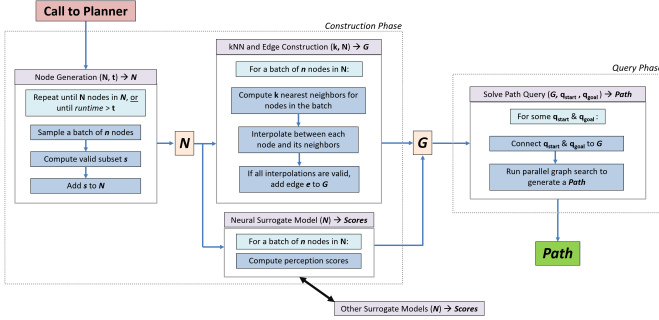 Call to Planner
Construction Phase
Node Generation (N, t) → N
Repeat until N nodes in N, or
until runtime > t
Sample a batch of n nodes
Compute valid subset s
Add s to N
N
kNN and Edge Construction (k, N) → G
For a batch of n nodes in N:
Compute k nearest neighbors for
nodes in the batch
Interpolate between each
node and its neighbors
If all interpolations are valid,
add edge e to G
Neural Surrogate Model (N) → Scores
For a batch of n nodes in N:
Compute perception scores
Other Surrogate Models (N) → Scores
G
Query Phase
Solve Path Query (G, qstart , qgoal ) → Path
For some qstart & qgoal :
Connect qstart & qgoal to G
Run parallel graph search to
generate a Path
Path